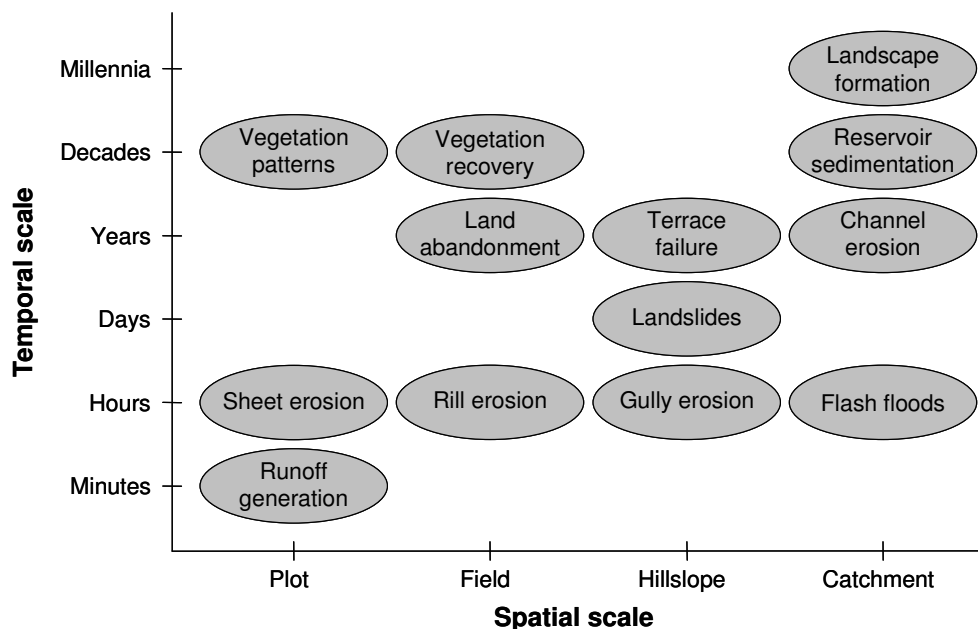 Temporal scale
Millennia
Landscape
formation
Decades
Vegetation
patterns
Vegetation
recovery
Reservoir
sedimentation
Years
Land
abandonment
Terrace
failure
Channel
erosion
Days
Landslides
Hours
Sheet erosion
Rill erosion
Gully erosion
Flash floods
Minutes
Runoff
generation
Plot
Field
Hillslope
Catchment
Spatial scale